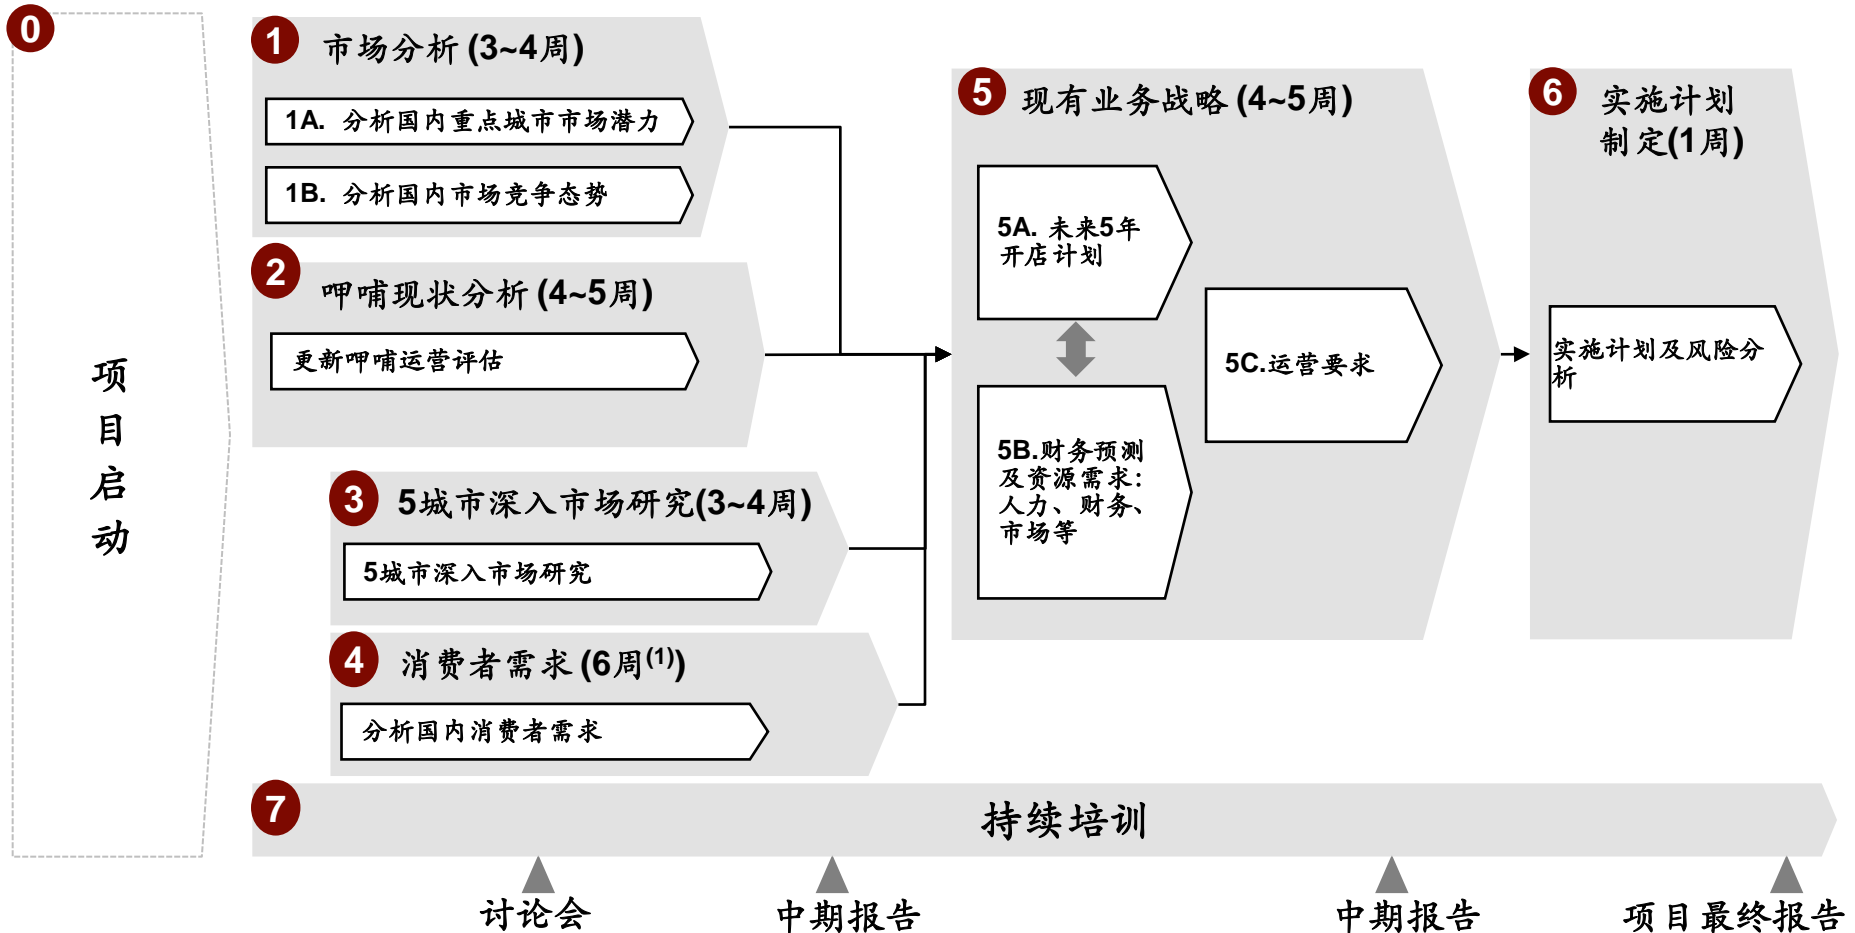 0
项
目
启
动
1
市场分析 (3~4周)
1A. 分析国内重点城市市场潜力
1B. 分析国内市场竞争态势
2
呷哺现状分析 (4~5周)
更新呷哺运营评估
3
5城市深入市场研究(3~4周)
5城市深入市场研究
4
消费者需求 (6周(1))
分析国内消费者需求
5
现有业务战略 (4~5周)
5A. 未来5年
开店计划
5B.财务预测
及资源需求:
人力、财务、
市场等
5C.运营要求
6
实施计划
制定(1周)
实施计划及风险分
析
7
持续培训
讨论会
中期报告
中期报告
项目最终报告